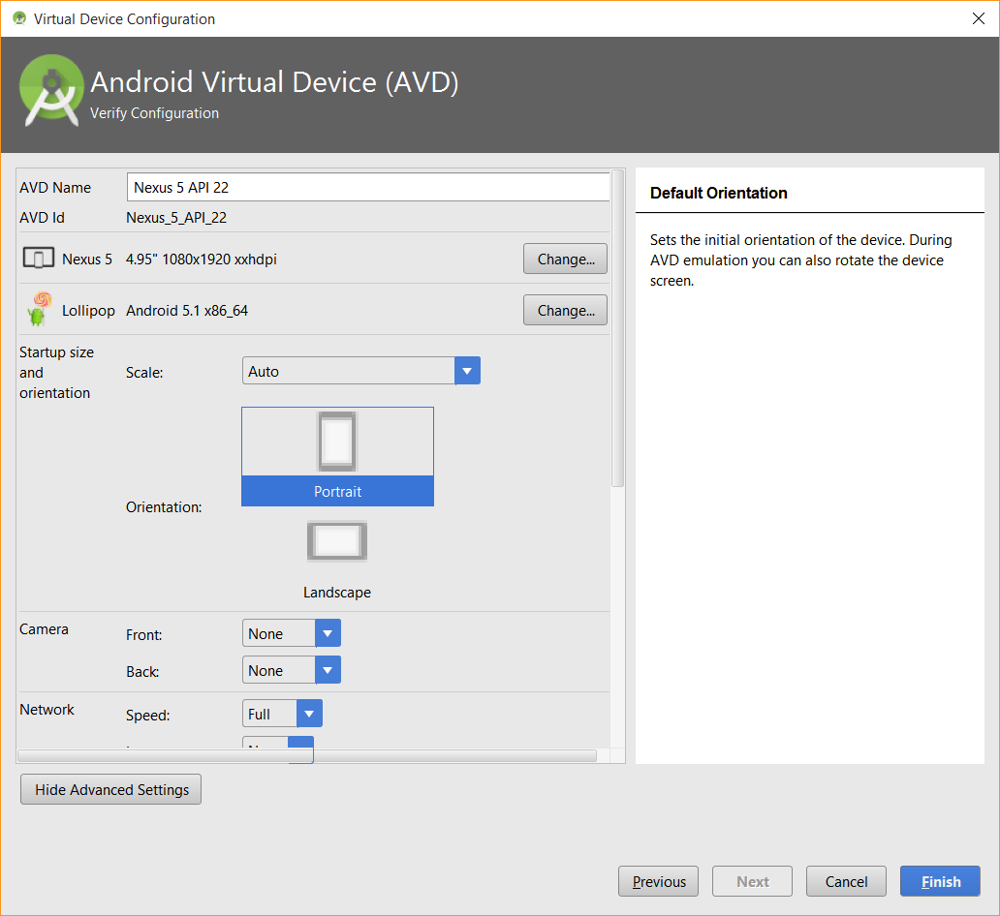 Virtual Device Configuration
Android Virtual Device (AVD)
Verify Configuration
AVD Name
Nexus 5 API 22
AVD Id
Nexus_5_API_22
Nexus 5
4.95" 1080x1920 xxhdpi
Change...
Lollipop
Android 5.1 x86_64
Change...
Startup size
and
orientation
Scale:
Auto
Orientation:
Portrait
Landscape
Camera
Front:
None
Back:
None
Network
Speed:
Full
Default Orientation
Sets the initial orientation of the device. During
AVD emulation you can also rotate the device
screen.
Hide Advanced Settings
Previous
Next
Cancel
Finish